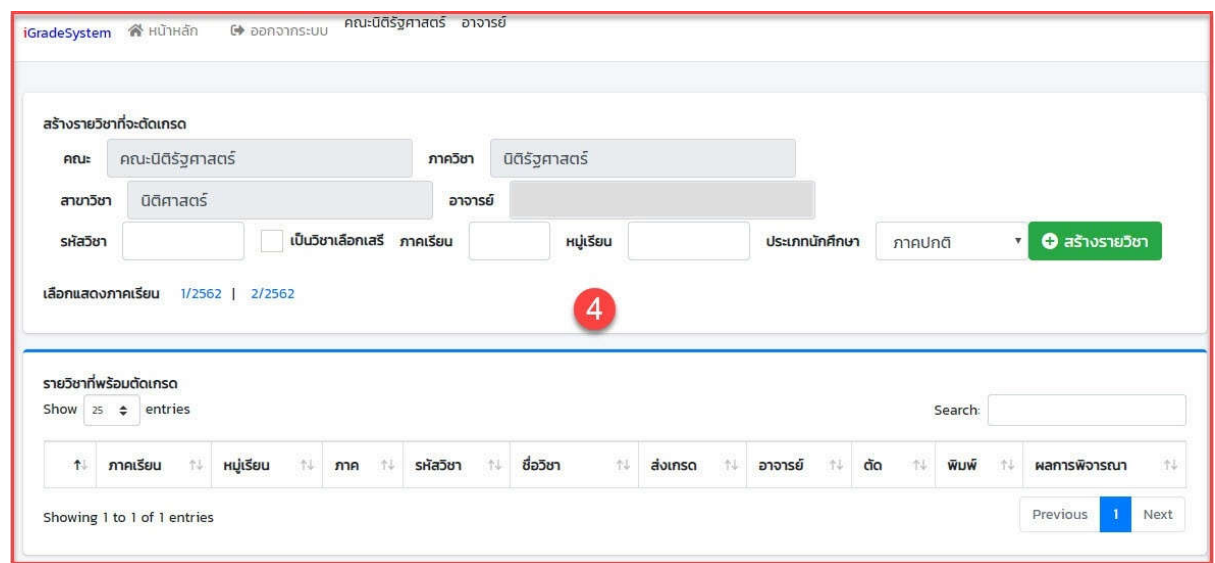 iGradeSystem หน้าหลัก ออกจากระบบ คณะนิติรัฐศาสตร์ อาจารย์
สร้างรายวิชาที่จะตัดเกรด
คณะ คณะนิติรัฐศาสตร์ ภาควิชา นิติรัฐศาสตร์
สาขาวิชา นิติศาสตร์ อาจารย์
รหัสวิชา เป็นวิชาเลือกเสรี ภาคเรียน หมู่เรียน ประเภทนักศึกษา ภาคปกติ สร้างรายวิชา
เลือกแสดงภาคเรียน 1/2562 | 2/2562
4
รายวิชาที่พร้อมตัดเกรด
Show 25 entries Search:
ภาคเรียน หมู่เรียน ภาค รหัสวิชา ชื่อวิชา ส่งเกรด อาจารย์ ตัด พิมพ์ ผลการพิจารณา
Showing 1 to 1 of 1 entries Previous 1 Next